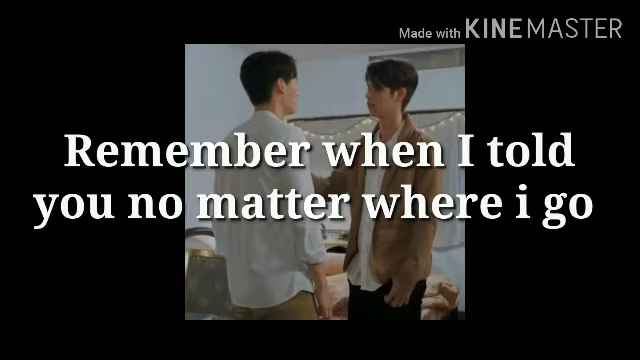 Made with KINEMASTER
Remember when I told
you no matter where i go